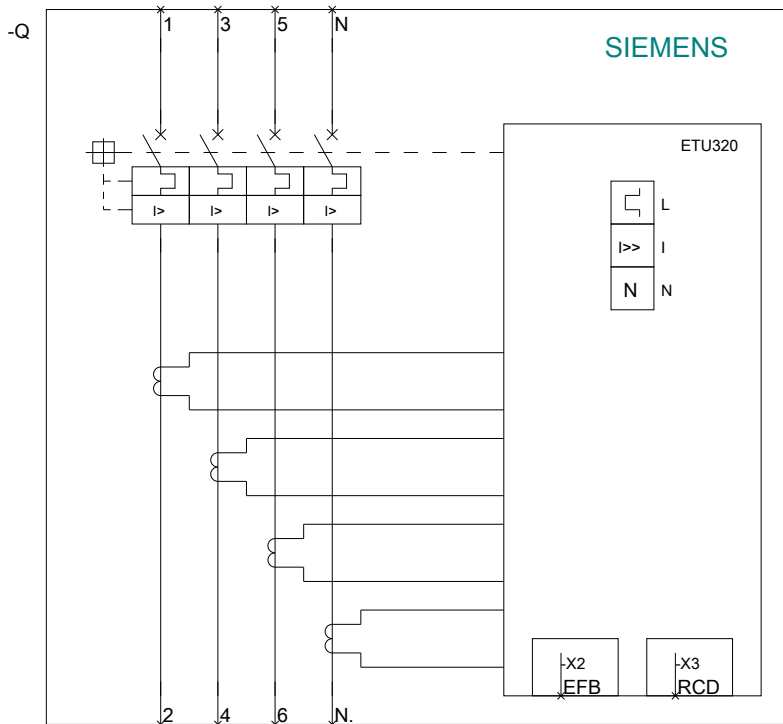 -Q
1 3 5 N
SIEMENS
ETU320
L
I> I> I> I>
I>> I
N N
-X2 -X3
EFB RCD
2 4 6 N.